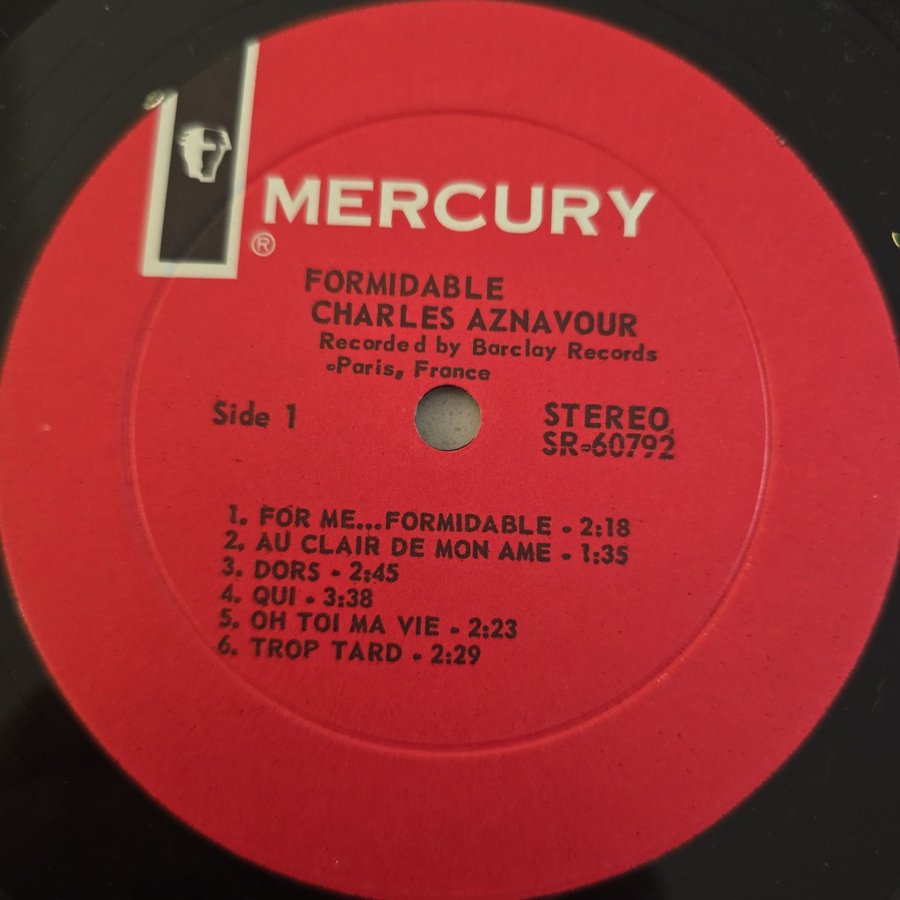 MERCURY
®
FORMIDABLE
CHARLES AZNAVOUR
Recorded by Barclay Records
-Paris, France
Side 1
STEREO
SR-60792
1. FOR ME...FORMIDABLE - 2:18
2. AU CLAIR DE MON AME - 1:35
3. DORS - 2:45
4. QUI - 3:38
5. OH TOI MA VIE - 2:23
6. TROP TARD - 2:29